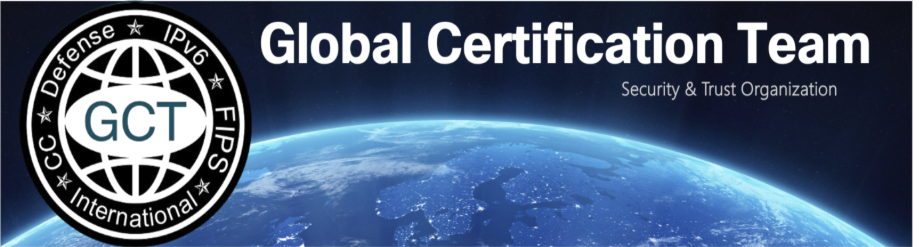 Global Certification Team
Security & Trust Organization
Defense ★ IPv6 ★ FIPS ★ International ★ CC ★
GCT